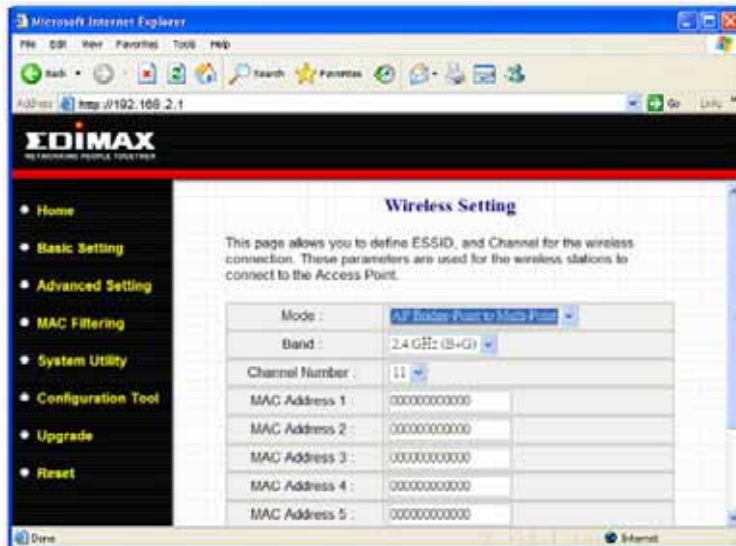 Microsoft Internet Explorer
File Edit View Favorites Tools Help
Back Search Favorites
Address http://192.168.2.1 Go Links »
EDIMAX
NETWORKING PEOPLE TOGETHER
Home
Basic Setting
Advanced Setting
MAC Filtering
System Utility
Configuration Tool
Upgrade
Reset
Wireless Setting
This page allows you to define ESSID, and Channel for the wireless
connection. These parameters are used for the wireless stations to
connect to the Access Point.
Mode : AP Bridge-Point to Multi-Point
Band : 2.4 GHz (B+G)
Channel Number : 11
MAC Address 1 : 000000000000
MAC Address 2 : 000000000000
MAC Address 3 : 000000000000
MAC Address 4 : 000000000000
MAC Address 5 : 000000000000
Done Internet